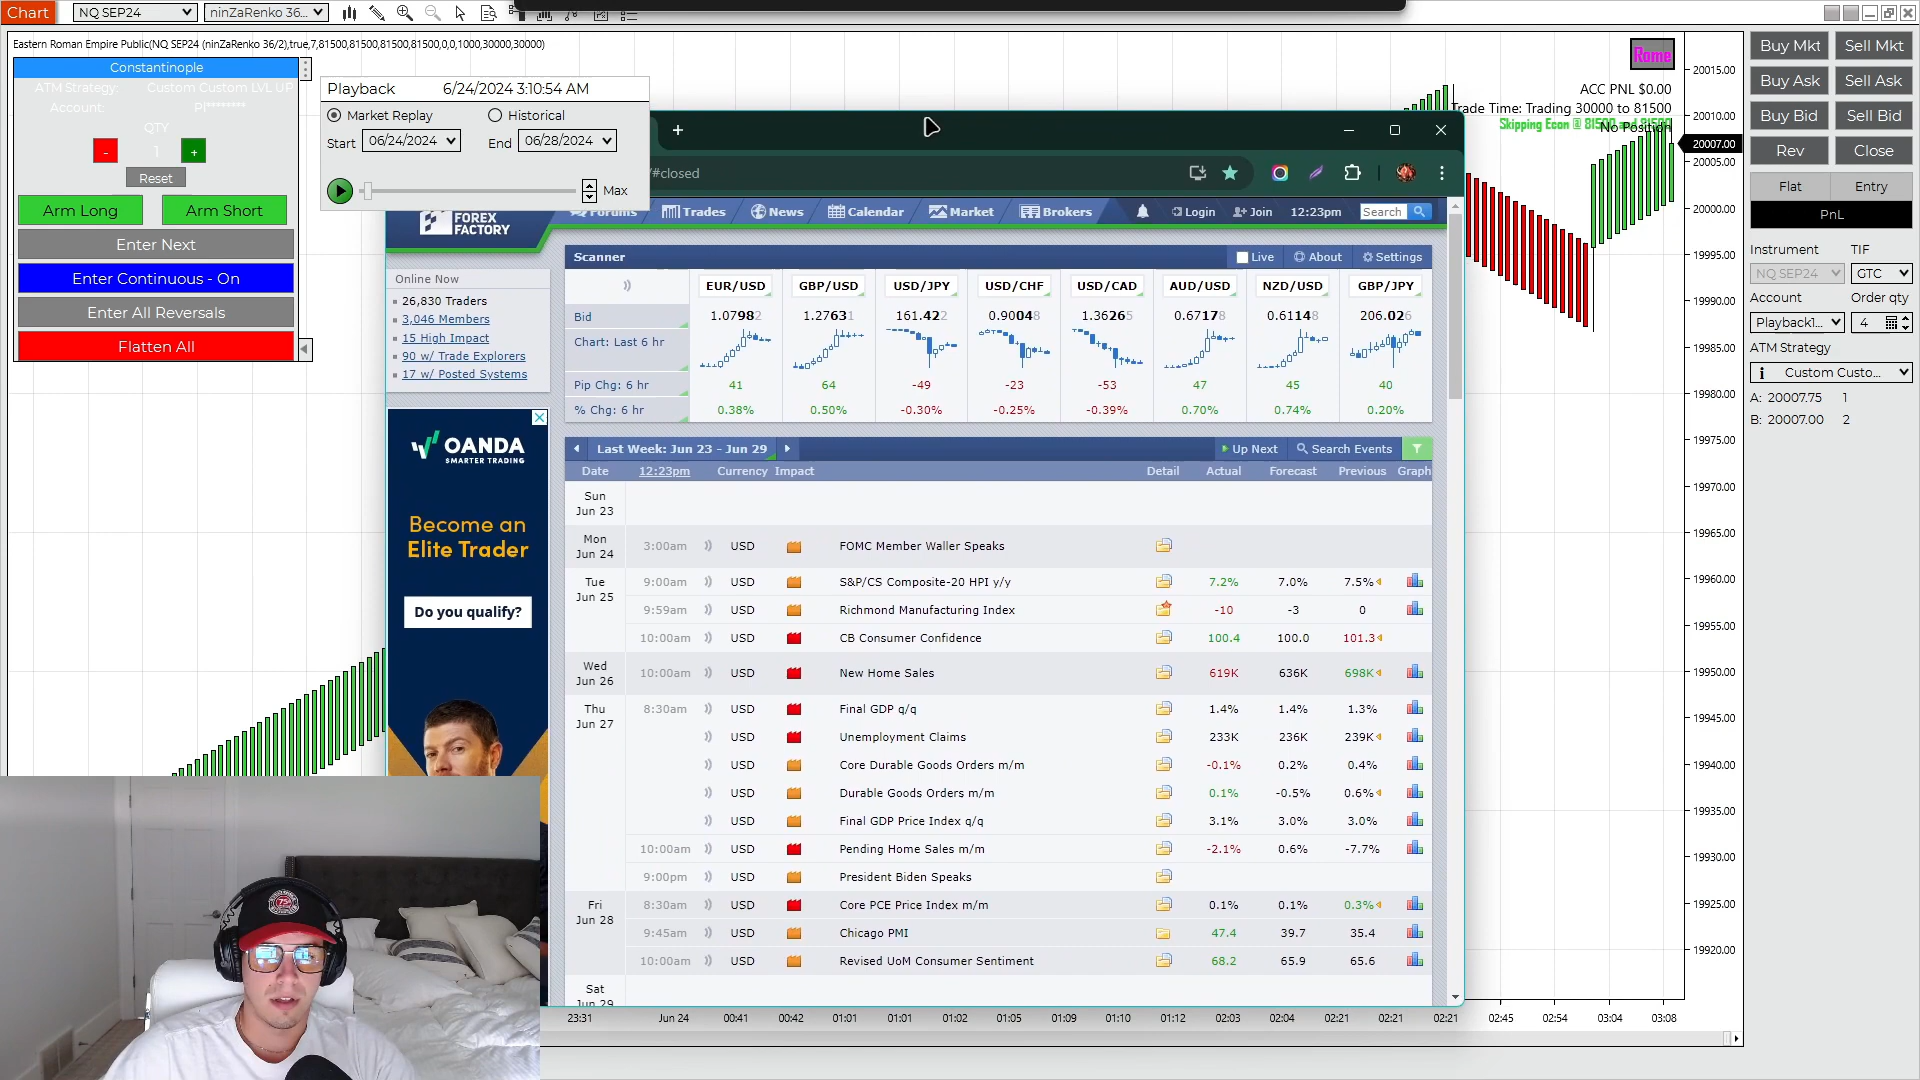 Chart
NQ SEP24
ninZaRenko 36...
Eastern Roman Empire Public(NQ SEP24 (ninZaRenko 36/2),true,7,81500,81500,81500,81500,0,0,1000,30000,30000)
Constantinople
ATM Strategy: Custom Custom LVL UP
Account: Pl********
QTY
- 1 +
Reset
Arm Long
Arm Short
Enter Next
Enter Continuous - On
Enter All Reversals
Flatten All
Playback 6/24/2024 3:10:54 AM
Market Replay Historical
Start 06/24/2024 End 06/28/2024
Max
/#closed
FOREX
FACTORY
Forums Trades News Calendar Market Brokers Login Join 12:23pm Search
Online Now
26,830 Traders
3,046 Members
15 High Impact
90 w/ Trade Explorers
17 w/ Posted Systems
OANDA
SMARTER TRADING
Become an
Elite Trader
Do you qualify?
Scanner Live About Settings
EUR/USD GBP/USD USD/JPY USD/CHF USD/CAD AUD/USD NZD/USD GBP/JPY
Bid 1.07982 1.27631 161.422 0.90048 1.36265 0.67178 0.61148 206.026
Chart: Last 6 hr
Pip Chg: 6 hr 41 64 -49 -23 -53 47 45 40
% Chg: 6 hr 0.38% 0.50% -0.30% -0.25% -0.39% 0.70% 0.74% 0.20%
Last Week: Jun 23 - Jun 29 Up Next Search Events
Date 12:23pm Currency Impact Detail Actual Forecast Previous Graph
Sun
Jun 23
Mon
Jun 24
3:00am USD FOMC Member Waller Speaks
Tue
Jun 25
9:00am USD S&P/CS Composite-20 HPI y/y 7.2% 7.0% 7.5%
9:59am USD Richmond Manufacturing Index -10 -3 0
10:00am USD CB Consumer Confidence 100.4 100.0 101.3
Wed
Jun 26
10:00am USD New Home Sales 619K 636K 698K
Thu
Jun 27
8:30am USD Final GDP q/q 1.4% 1.4% 1.3%
USD Unemployment Claims 233K 236K 239K
USD Core Durable Goods Orders m/m -0.1% 0.2% 0.4%
USD Durable Goods Orders m/m 0.1% -0.5% 0.6%
USD Final GDP Price Index q/q 3.1% 3.0% 3.0%
10:00am USD Pending Home Sales m/m -2.1% 0.6% -7.7%
9:00pm USD President Biden Speaks
Fri
Jun 28
8:30am USD Core PCE Price Index m/m 0.1% 0.1% 0.3%
9:45am USD Chicago PMI 47.4 39.7 35.4
10:00am USD Revised UoM Consumer Sentiment 68.2 65.9 65.6
Sat
Jun 29
23:31 Jun 24 00:41 00:42 01:01 01:01 01:02 01:05 01:09 01:10 01:12 02:03 02:04 02:21 02:21 02:21 02:45 02:54 03:04 03:08
Rome
ACC PNL $0.00
Trade Time: Trading 30000 to 81500
Skipping Econ @ 81500 and 81500
No Position
20015.00
20010.00
20007.00
20005.00
20000.00
19995.00
19990.00
19985.00
19980.00
19975.00
19970.00
19965.00
19960.00
19955.00
19950.00
19945.00
19940.00
19935.00
19930.00
19925.00
19920.00
Buy Mkt Sell Mkt
Buy Ask Sell Ask
Buy Bid Sell Bid
Rev Close
Flat Entry
PnL
Instrument TIF
NQ SEP24 GTC
Account Order qty
Playback1... 4
ATM Strategy
Custom Custo...
A: 20007.75 1
B: 20007.00 2